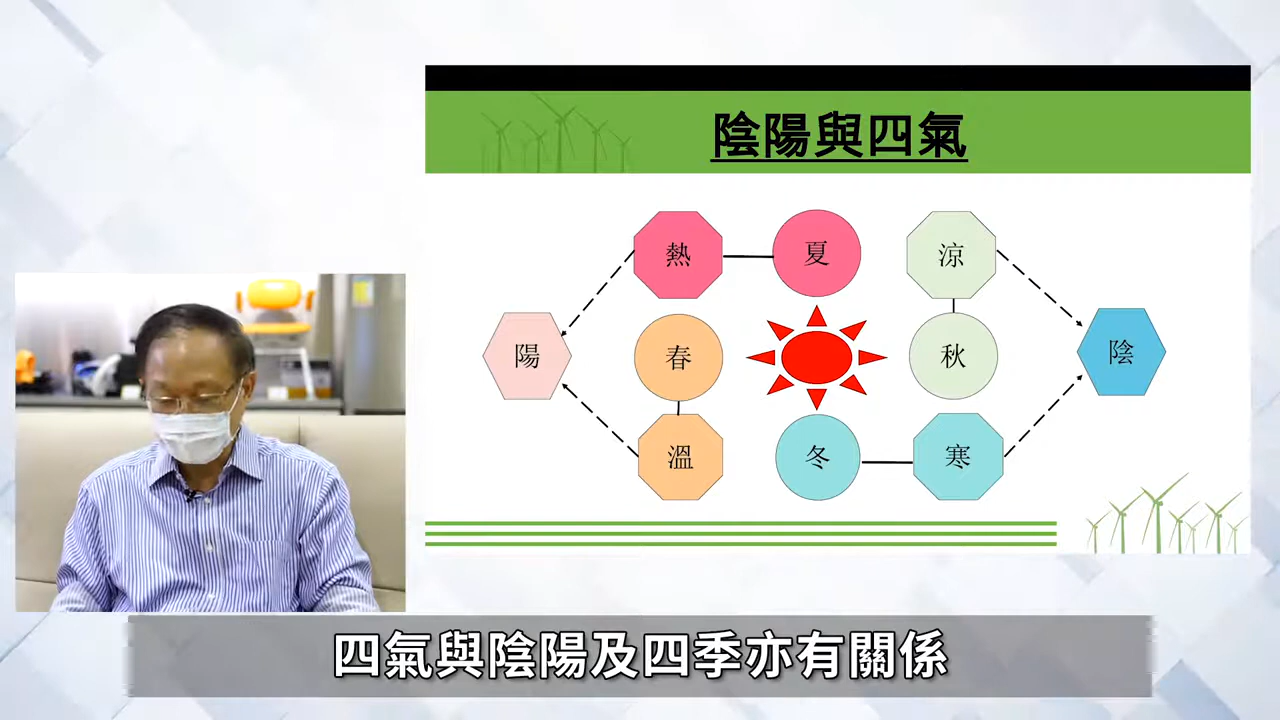 陰陽與四氣
熱 夏 涼
陽 春 秋 陰
溫 冬 寒
四氣與陰陽及四季亦有關係